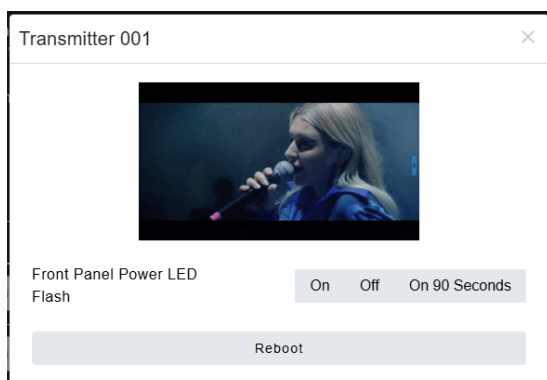 Transmitter 001
Front Panel Power LED
Flash
On Off On 90 Seconds
Reboot